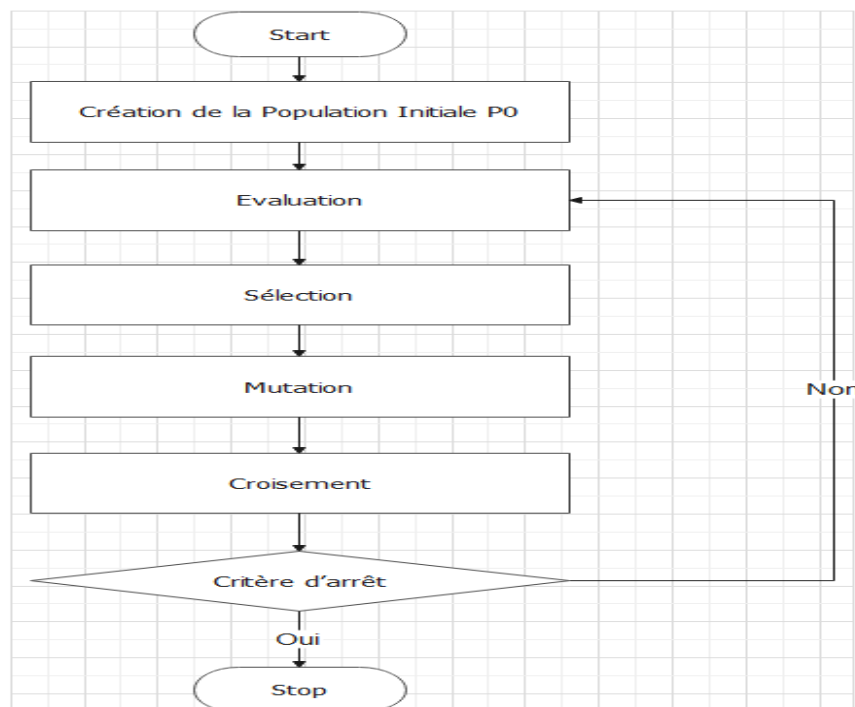 Start
Création de la Population Initiale P0
Evaluation
Sélection
Mutation
Croisement
Critère d'arrêt
Non
Oui
Stop